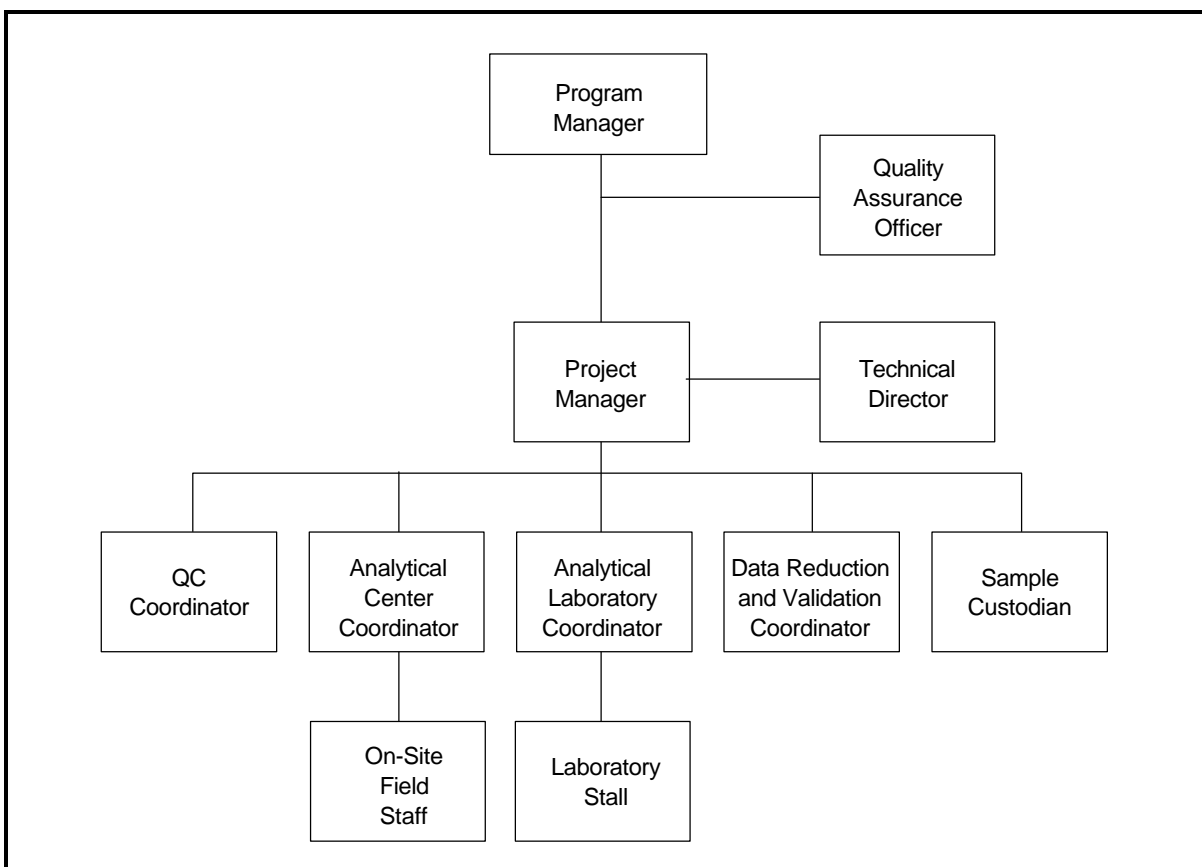 Program
Manager
Quality
Assurance
Officer
Project
Manager
Technical
Director
QC
Coordinator
Analytical
Center
Coordinator
Analytical
Laboratory
Coordinator
Data Reduction
and Validation
Coordinator
Sample
Custodian
On-Site
Field
Staff
Laboratory
Stall